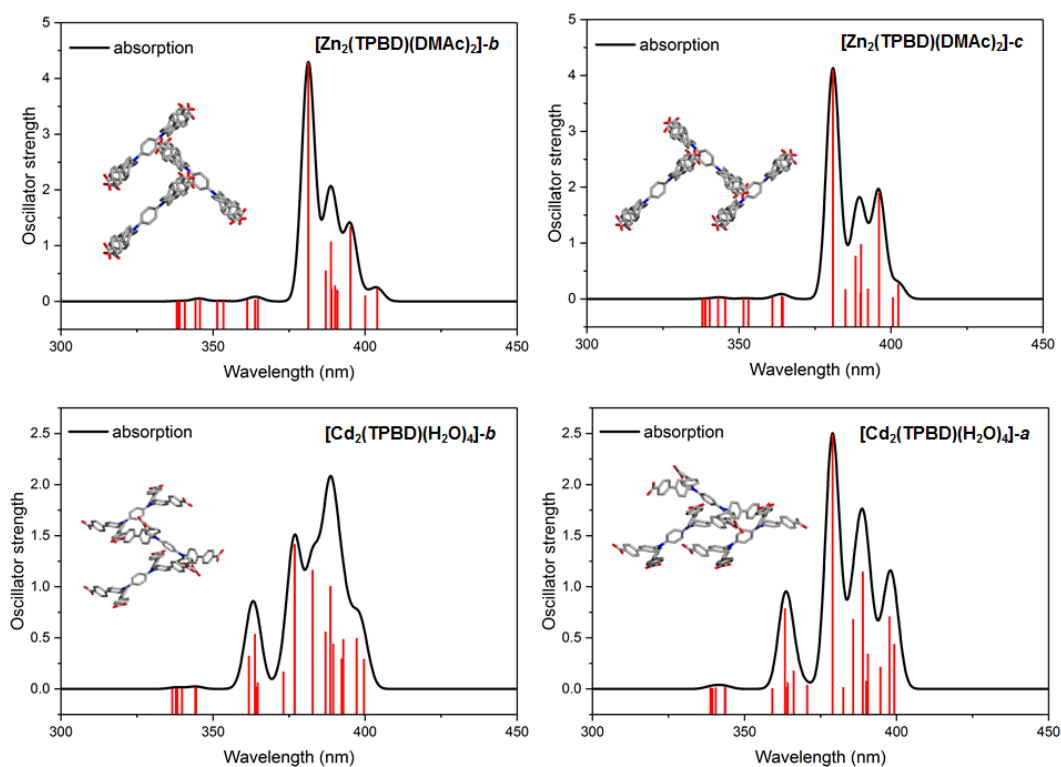 absorption
[Zn₂(TPBD)(DMAc)₂]-b
5
4
3
2
1
0
Oscillator strength
300
350
400
450
Wavelength (nm)
absorption
[Zn₂(TPBD)(DMAc)₂]-c
5
4
3
2
1
0
Oscillator strength
300
350
400
450
Wavelength (nm)
absorption
[Cd₂(TPBD)(H₂O)₄]-b
2.5
2.0
1.5
1.0
0.5
0.0
Oscillator strength
300
350
400
450
Wavelength (nm)
absorption
[Cd₂(TPBD)(H₂O)₄]-a
2.5
2.0
1.5
1.0
0.5
0.0
Oscillator strength
300
350
400
450
Wavelength (nm)